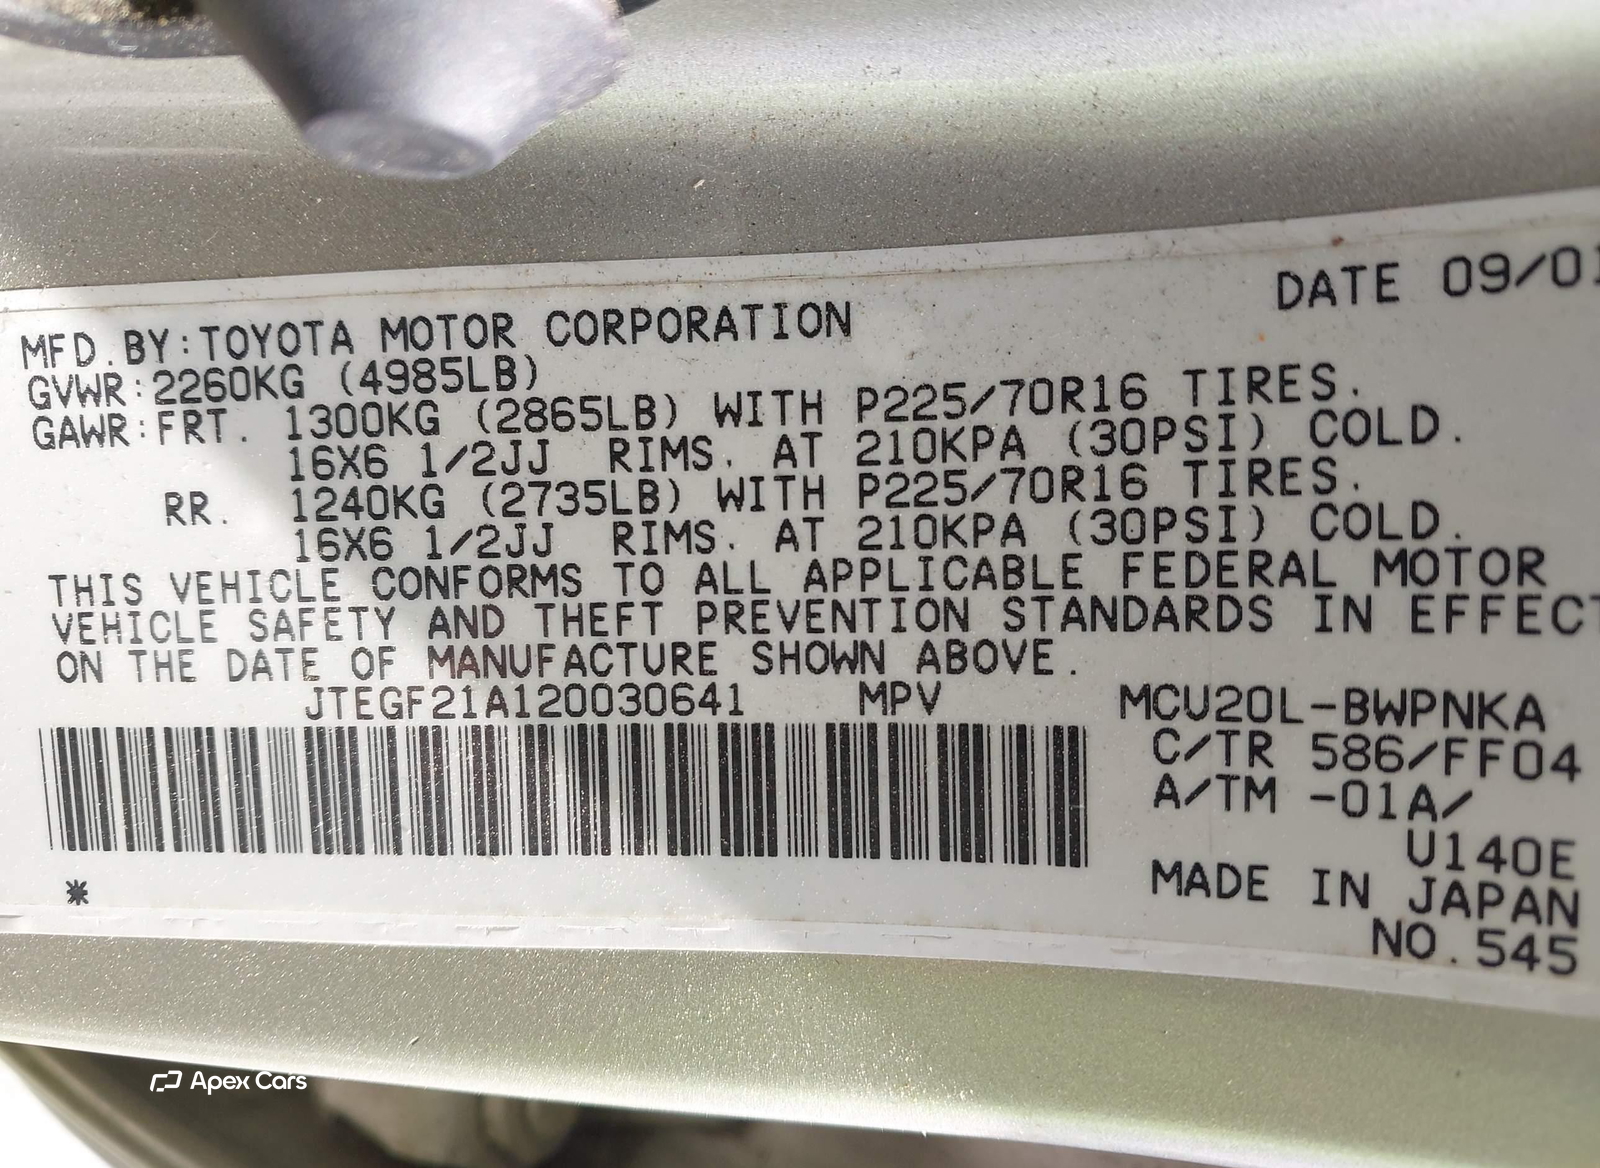 DATE 09/01
MFD.BY:TOYOTA MOTOR CORPORATION
GVWR:2260KG (4985LB)
GAWR:FRT. 1300KG (2865LB) WITH P225/70R16 TIRES.
16X6 1/2JJ RIMS. AT 210KPA (30PSI) COLD.
RR. 1240KG (2735LB) WITH P225/70R16 TIRES.
16X6 1/2JJ RIMS. AT 210KPA (30PSI) COLD.
THIS VEHICLE CONFORMS TO ALL APPLICABLE FEDERAL MOTOR
VEHICLE SAFETY AND THEFT PREVENTION STANDARDS IN EFFECT
ON THE DATE OF MANUFACTURE SHOWN ABOVE.
JTEGF21A120030641 MPV MCU20L-BWPNKA
C/TR 586/FF04
A/TM -01A/
U140E
MADE IN JAPAN
NO.545
*
Apex Cars